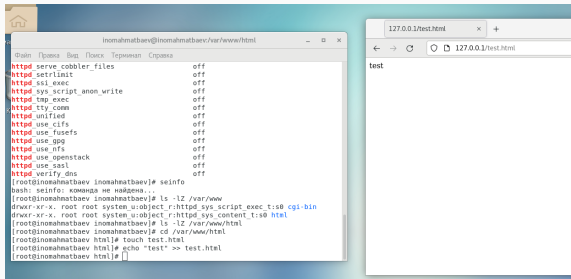 inomahmatbaev@inomahmatbaev:/var/www/html
Файл Правка Вид Поиск Терминал Справка
httpd_serve_cobbler_files off
httpd_setrlimit off
httpd_ssi_exec off
httpd_sys_script_anon_write off
httpd_tmp_exec off
httpd_tty_comm off
httpd_unified off
httpd_use_cifs off
httpd_use_fusefs off
httpd_use_gpg off
httpd_use_nfs off
httpd_use_openstack off
httpd_use_sasl off
httpd_verify_dns off
[root@inomahmatbaev inomahmatbaev]# seinfo
bash: seinfo: команда не найдена...
[root@inomahmatbaev inomahmatbaev]# ls -lZ /var/www
drwxr-xr-x. root root system_u:object_r:httpd_sys_script_exec_t:s0 cgi-bin
drwxr-xr-x. root root system_u:object_r:httpd_sys_content_t:s0 html
[root@inomahmatbaev inomahmatbaev]# ls -lZ /var/www/html
[root@inomahmatbaev inomahmatbaev]# cd /var/www/html
[root@inomahmatbaev html]# touch test.html
[root@inomahmatbaev html]# echo "test" >> test.html
[root@inomahmatbaev html]#
127.0.0.1/test.html
127.0.0.1/test.html
test